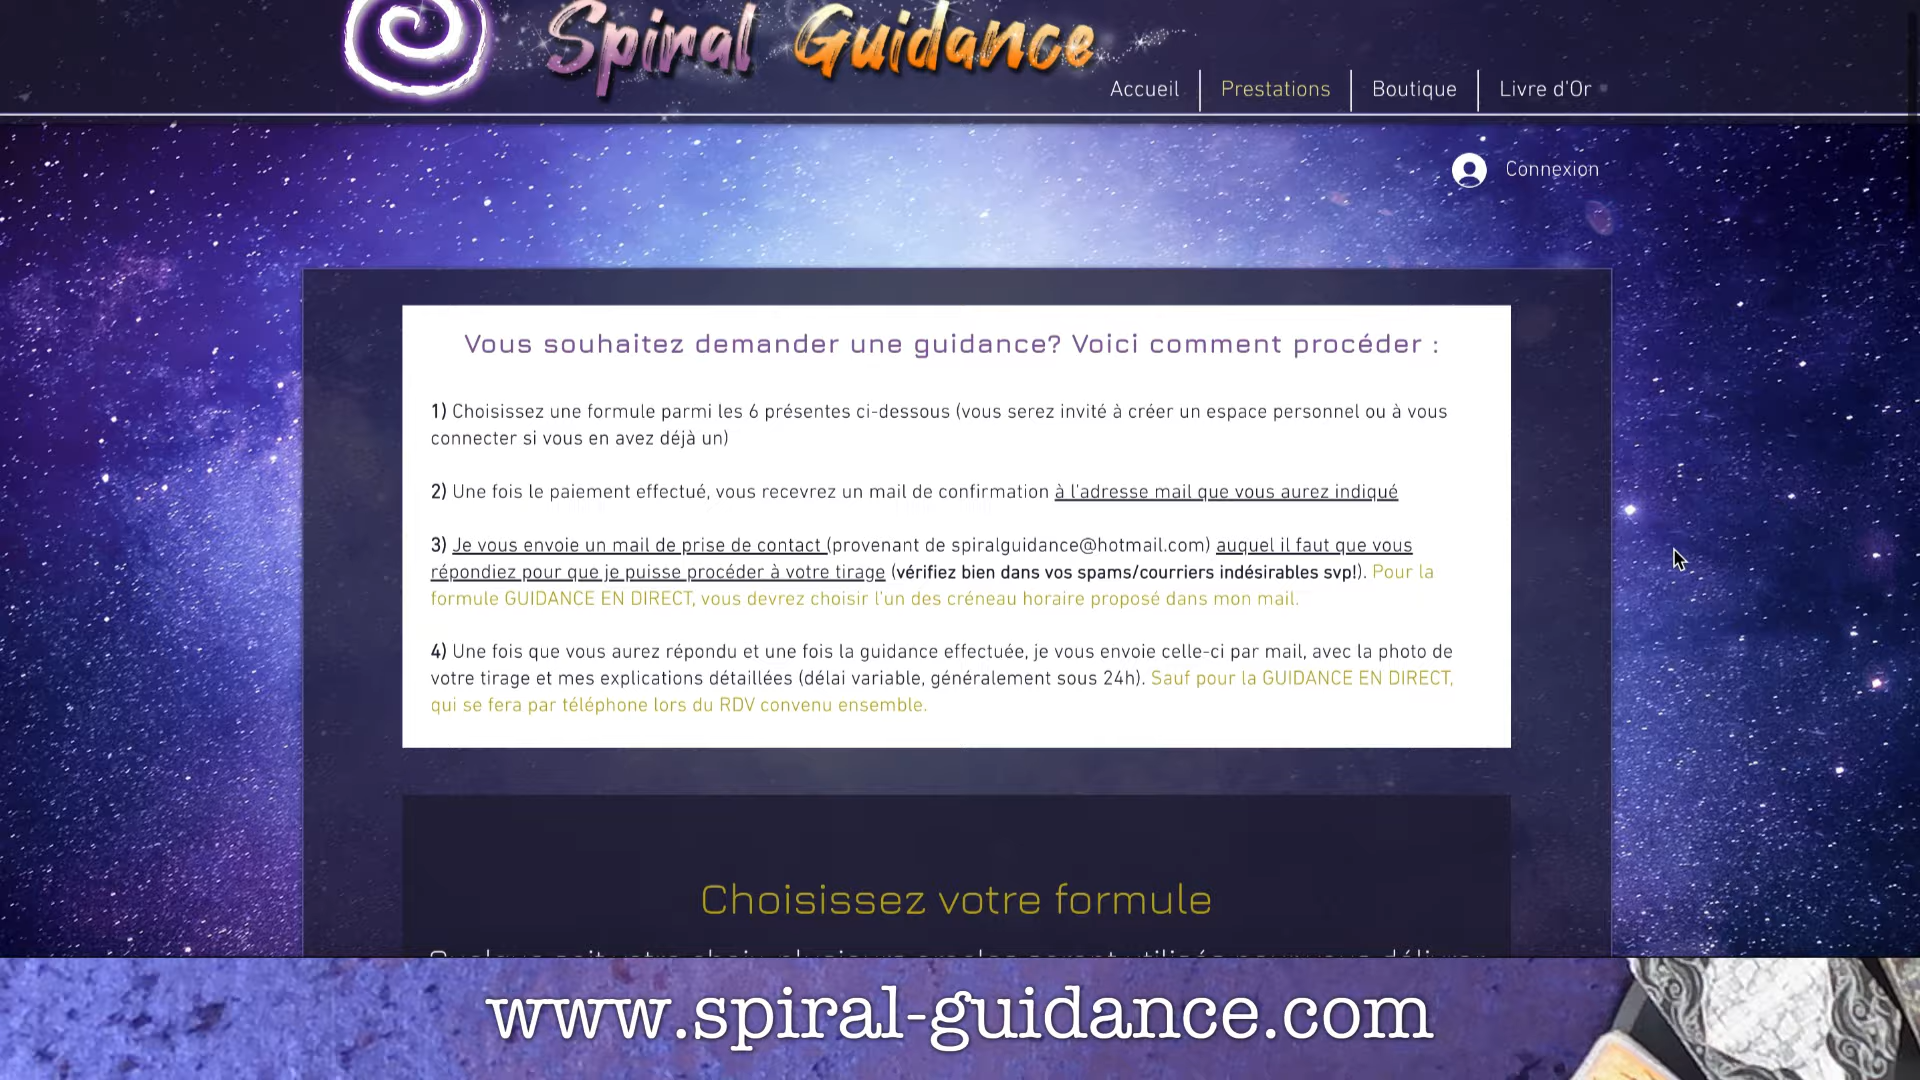 Spiral Guidance
Accueil
Prestations
Boutique
Livre d'Or
Connexion
Vous souhaitez demander une guidance? Voici comment procéder :
1) Choisissez une formule parmi les 6 présentes ci-dessous (vous serez invité à créer un espace personnel ou à vous
connecter si vous en avez déjà un)
2) Une fois le paiement effectué, vous recevrez un mail de confirmation à l'adresse mail que vous aurez indiqué
3) Je vous envoie un mail de prise de contact (provenant de spiralguidance@hotmail.com) auquel il faut que vous
répondiez pour que je puisse procéder à votre tirage (vérifiez bien dans vos spams/courriers indésirables svp!). Pour la
formule GUIDANCE EN DIRECT, vous devrez choisir l'un des créneau horaire proposé dans mon mail.
4) Une fois que vous aurez répondu et une fois la guidance effectuée, je vous envoie celle-ci par mail, avec la photo de
votre tirage et mes explications détaillées (délai variable, généralement sous 24h). Sauf pour la GUIDANCE EN DIRECT,
qui se fera par téléphone lors du RDV convenu ensemble.
Choisissez votre formule
www.spiral-guidance.com